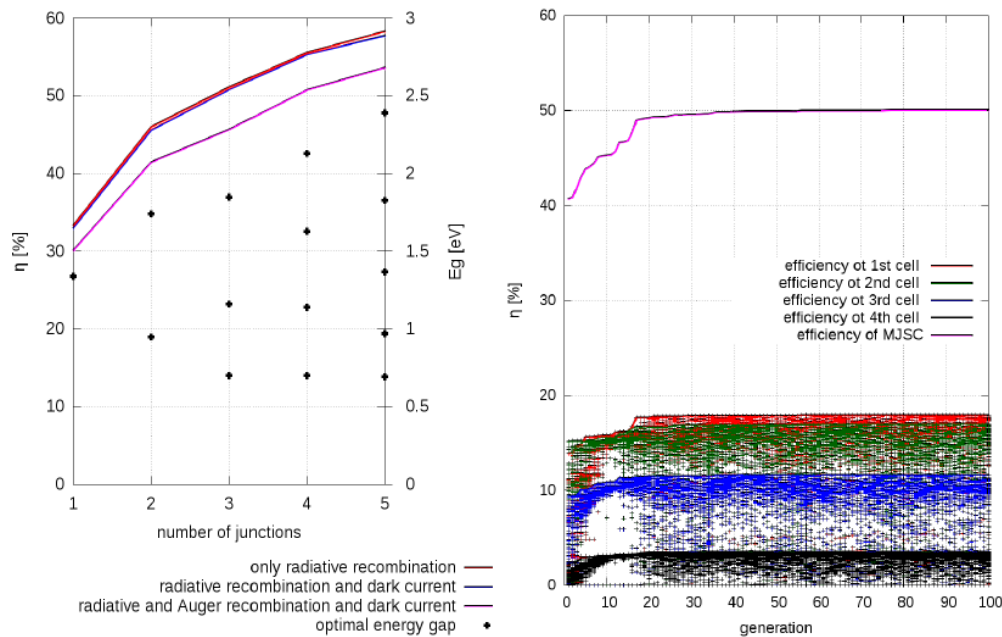 60
50
40
30
20
10
0
η [%]
3
2.5
2
1.5
1
0.5
0
Eg [eV]
1 2 3 4 5
number of junctions
only radiative recombination
radiative recombination and dark current
radiative and Auger recombination and dark current
optimal energy gap
60
50
40
30
20
10
0
η [%]
efficiency ot 1st cell
efficiency ot 2nd cell
efficiency ot 3rd cell
efficiency ot 4th cell
efficiency of MJSC
0 10 20 30 40 50 60 70 80 90 100
generation